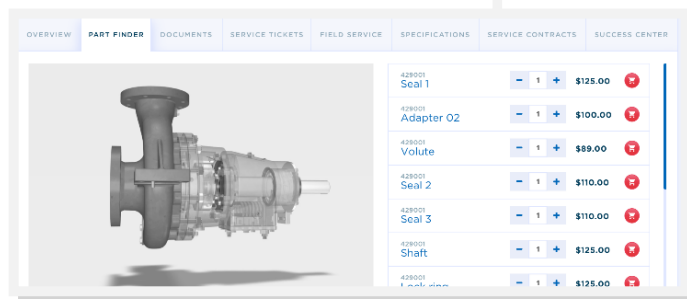 OVERVIEW PART FINDER DOCUMENTS SERVICE TICKETS FIELD SERVICE SPECIFICATIONS SERVICE CONTRACTS SUCCESS CENTER
429001
Seal 1 − 1 + $125.00
429001
Adapter 02 − 1 + $100.00
429001
Volute − 1 + $89.00
429001
Seal 2 − 1 + $110.00
429001
Seal 3 − 1 + $110.00
429001
Shaft − 1 + $125.00
429001
Lock ring − 1 + $125.00